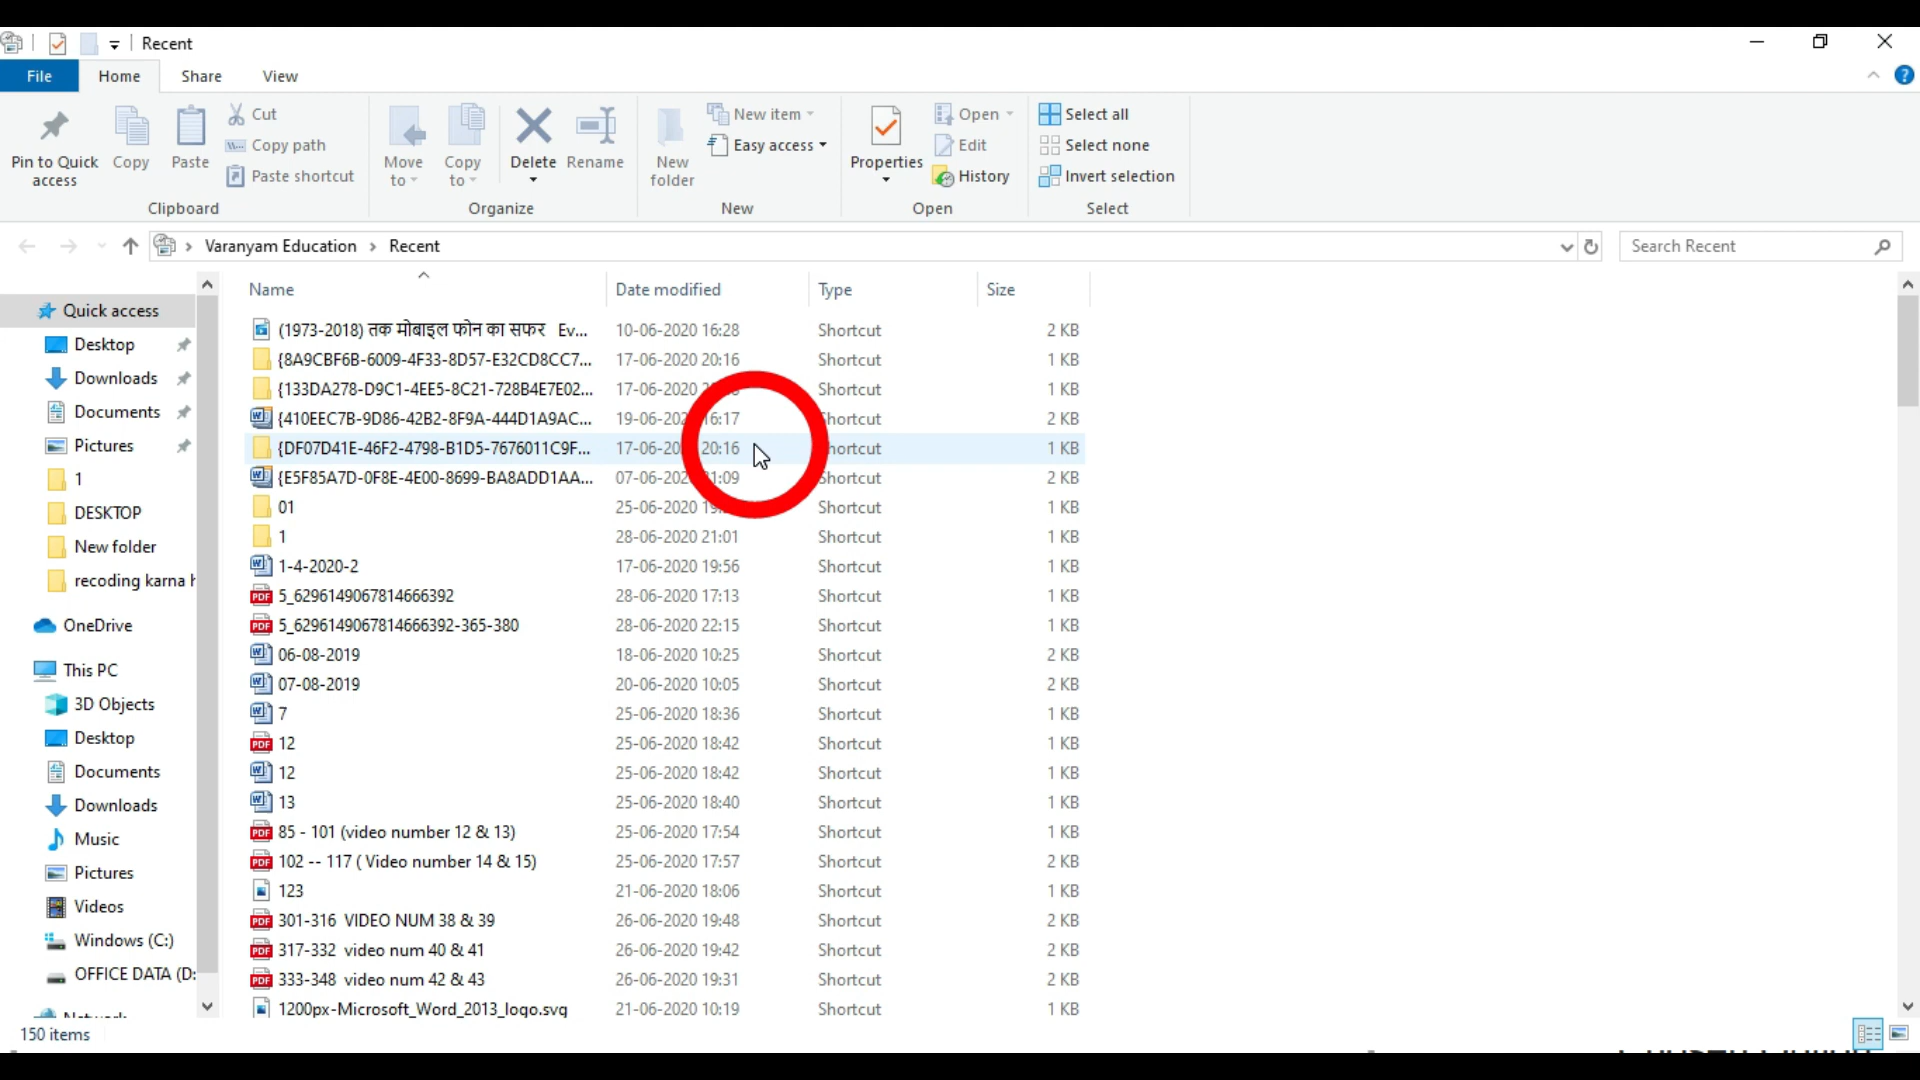 Recent
File Home Share View
Pin to Quick access
Copy
Paste
Cut
Copy path
Paste shortcut
Clipboard
Move to
Copy to
Delete
Rename
Organize
New folder
New item
Easy access
New
Properties
Open
Edit
History
Open
Select all
Select none
Invert selection
Select
Varanyam Education > Recent
Search Recent
Quick access
Desktop
Downloads
Documents
Pictures
1
DESKTOP
New folder
recoding karna h
OneDrive
This PC
3D Objects
Desktop
Documents
Downloads
Music
Pictures
Videos
Windows (C:)
OFFICE DATA (D:
Name Date modified Type Size
(1973-2018) तक मोबाइल फोन का सफर Ev... 10-06-2020 16:28 Shortcut 2 KB
{8A9CBF6B-6009-4F33-8D57-E32CD8CC7... 17-06-2020 20:16 Shortcut 1 KB
{133DA278-D9C1-4EE5-8C21-728B4E7E02... 17-06-2020 Shortcut 1 KB
{410EEC7B-9D86-42B2-8F9A-444D1A9AC... 19-06-202 16:17 hortcut 2 KB
{DF07D41E-46F2-4798-B1D5-7676011C9F... 17-06-20 20:16 hortcut 1 KB
{E5F85A7D-0F8E-4E00-8699-BA8ADD1AA... 07-06-202 1:09 hortcut 2 KB
01 25-06-2020 Shortcut 1 KB
1 28-06-2020 21:01 Shortcut 1 KB
1-4-2020-2 17-06-2020 19:56 Shortcut 1 KB
5_6296149067814666392 28-06-2020 17:13 Shortcut 1 KB
5_6296149067814666392-365-380 28-06-2020 22:15 Shortcut 1 KB
06-08-2019 18-06-2020 10:25 Shortcut 2 KB
07-08-2019 20-06-2020 10:05 Shortcut 2 KB
7 25-06-2020 18:36 Shortcut 1 KB
12 25-06-2020 18:42 Shortcut 1 KB
12 25-06-2020 18:42 Shortcut 1 KB
13 25-06-2020 18:40 Shortcut 1 KB
85 - 101 (video number 12 & 13) 25-06-2020 17:54 Shortcut 1 KB
102 -- 117 ( Video number 14 & 15) 25-06-2020 17:57 Shortcut 2 KB
123 21-06-2020 18:06 Shortcut 1 KB
301-316 VIDEO NUM 38 & 39 26-06-2020 19:48 Shortcut 2 KB
317-332 video num 40 & 41 26-06-2020 19:42 Shortcut 2 KB
333-348 video num 42 & 43 26-06-2020 19:31 Shortcut 2 KB
1200px-Microsoft_Word_2013_logo.svg 21-06-2020 10:19 Shortcut 1 KB
150 items